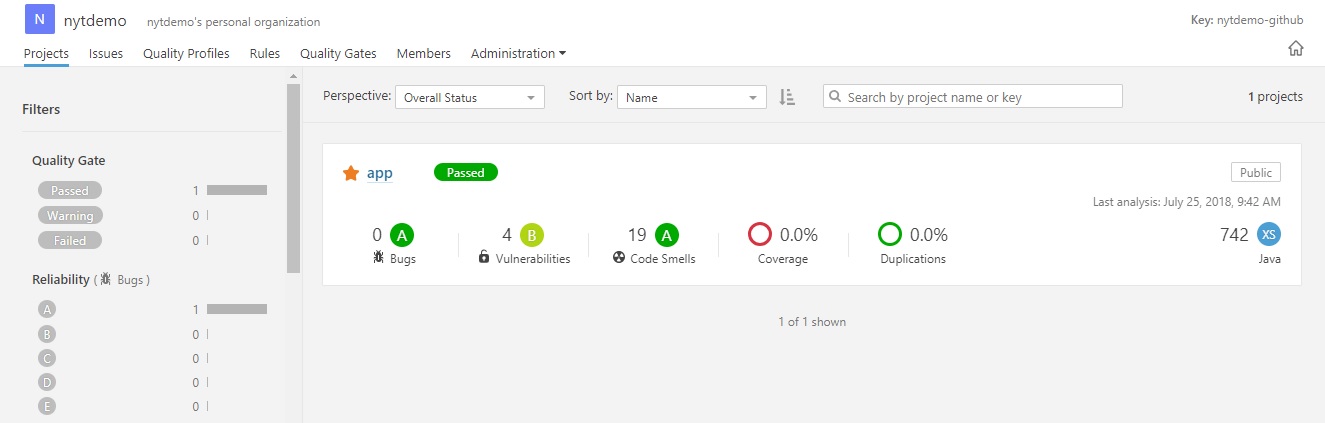 N nytdemo nytdemo's personal organization Key: nytdemo-github
Projects Issues Quality Profiles Rules Quality Gates Members Administration
Filters
Perspective: Overall Status Sort by: Name Search by project name or key 1 projects
Quality Gate
Passed 1
Warning 0
Failed 0
Reliability ( Bugs )
A 1
B 0
C 0
D 0
E 0
app Passed Public
Last analysis: July 25, 2018, 9:42 AM
0 A 4 B 19 A 0.0% 0.0% 742 XS
Bugs Vulnerabilities Code Smells Coverage Duplications Java
1 of 1 shown